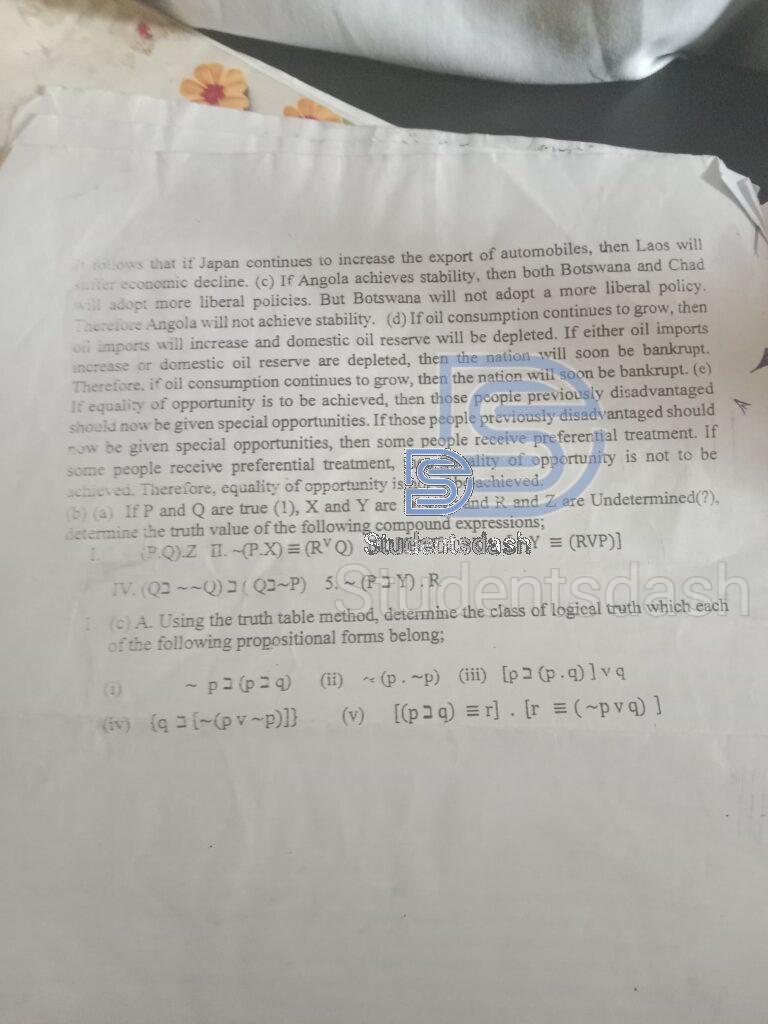 follows that if Japan continues to increase the export of automobiles, then Laos will
suffer economic decline. (c) If Angola achieves stability, then both Botswana and Chad
will adopt more liberal policies. But Botswana will not adopt a more liberal policy.
Therefore Angola will not achieve stability. (d) If oil consumption continues to grow, then
oil imports will increase and domestic oil reserve will be depleted. If either oil imports
increase or domestic oil reserve are depleted, then the nation will soon be bankrupt.
Therefore, if oil consumption continues to grow, then the nation will soon be bankrupt. (e)
If equality of opportunity is to be achieved, then those people previously disadvantaged
should now be given special opportunities. If those people previously disadvantaged should
now be given special opportunities, then some people receive preferential treatment. If
some people receive preferential treatment, of opportunity is not to be
achieved. Therefore, equality of opportunity is achieved.
(b) (a) If P and Q are true (1), X and Y are and R and Z are Undetermined(?),
determine the truth value of the following compound expressions;
I. (P.Q).Z II. ~(P.X) ≡ (R ᵛ Q) Studentsdash Y ≡ (RVP)]
IV. (Qב ~~Q) ב ( Qב~P) 5. ~ (P ב Y) . R
Studentsdash
(c) A. Using the truth table method, determine the class of logical truth which each
of the following propositional forms belong;
(i) ~ p ב (p ב q) (ii) ~ (p . ~p) (iii) [p ב (p . q) ] v q
(iv) {q ב [~(p v ~p)]} (v) [(p ב q) ≡ r] . [r ≡ ( ~p v q) ]